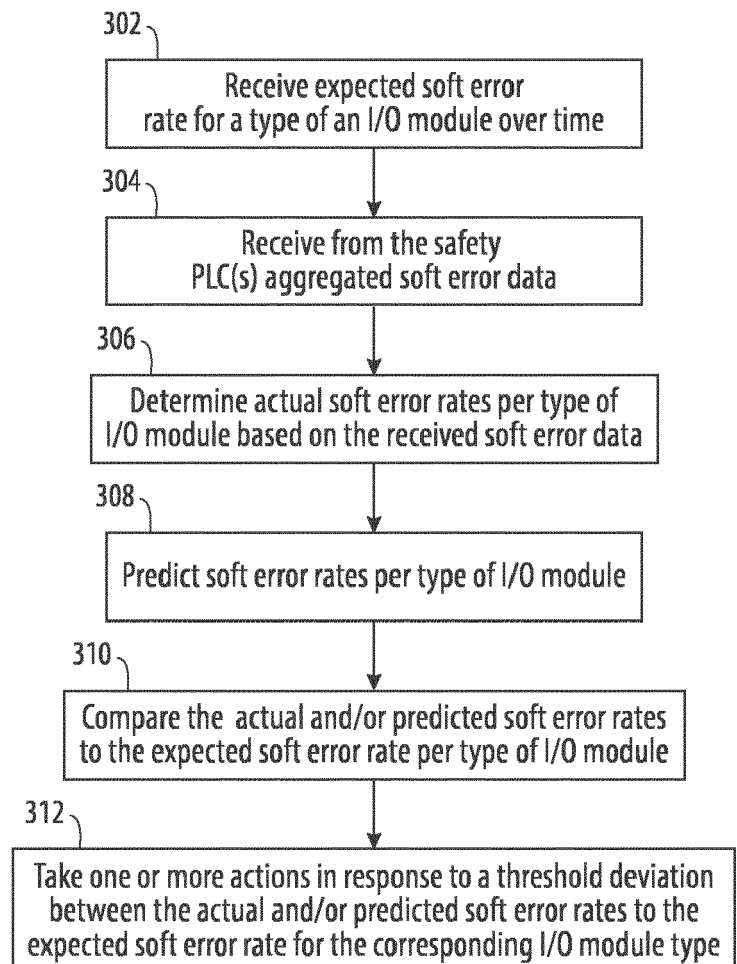 302
Receive expected soft error
rate for a type of an I/O module over time
304
Receive from the safety
PLC(s) aggregated soft error data
306
Determine actual soft error rates per type of
I/O module based on the received soft error data
308
Predict soft error rates per type of I/O module
310
Compare the actual and/or predicted soft error rates
to the expected soft error rate per type of I/O module
312
Take one or more actions in response to a threshold deviation
between the actual and/or predicted soft error rates to the
expected soft error rate for the corresponding I/O module type